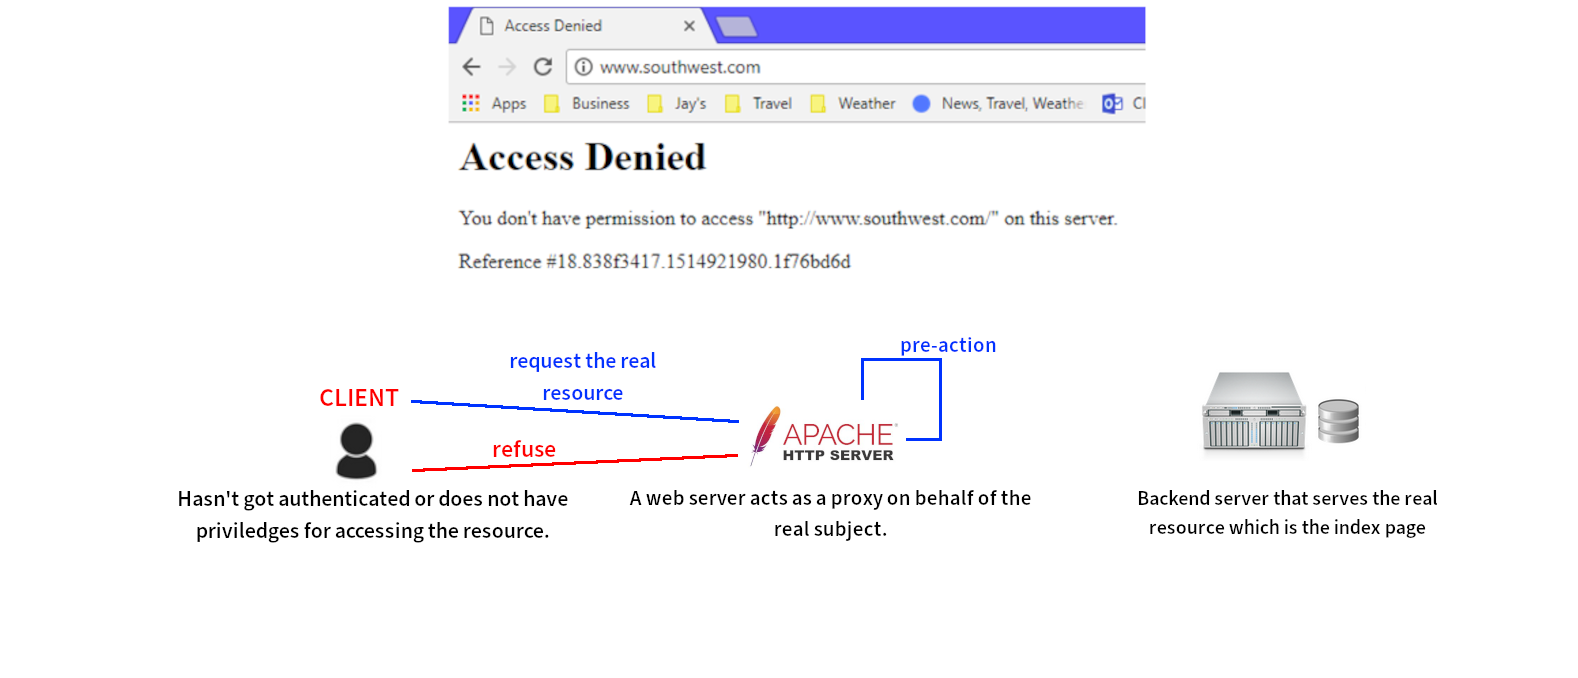 Access Denied
www.southwest.com
Apps Business Jay's Travel Weather News, Travel, Weathe Cl
Access Denied
You don't have permission to access "http://www.southwest.com/" on this server.
Reference #18.838f3417.1514921980.1f76bd6d
pre-action
request the real
resource
CLIENT
refuse
APACHE
HTTP SERVER
Hasn't got authenticated or does not have
priviledges for accessing the resource.
A web server acts as a proxy on behalf of the
real subject.
Backend server that serves the real
resource which is the index page